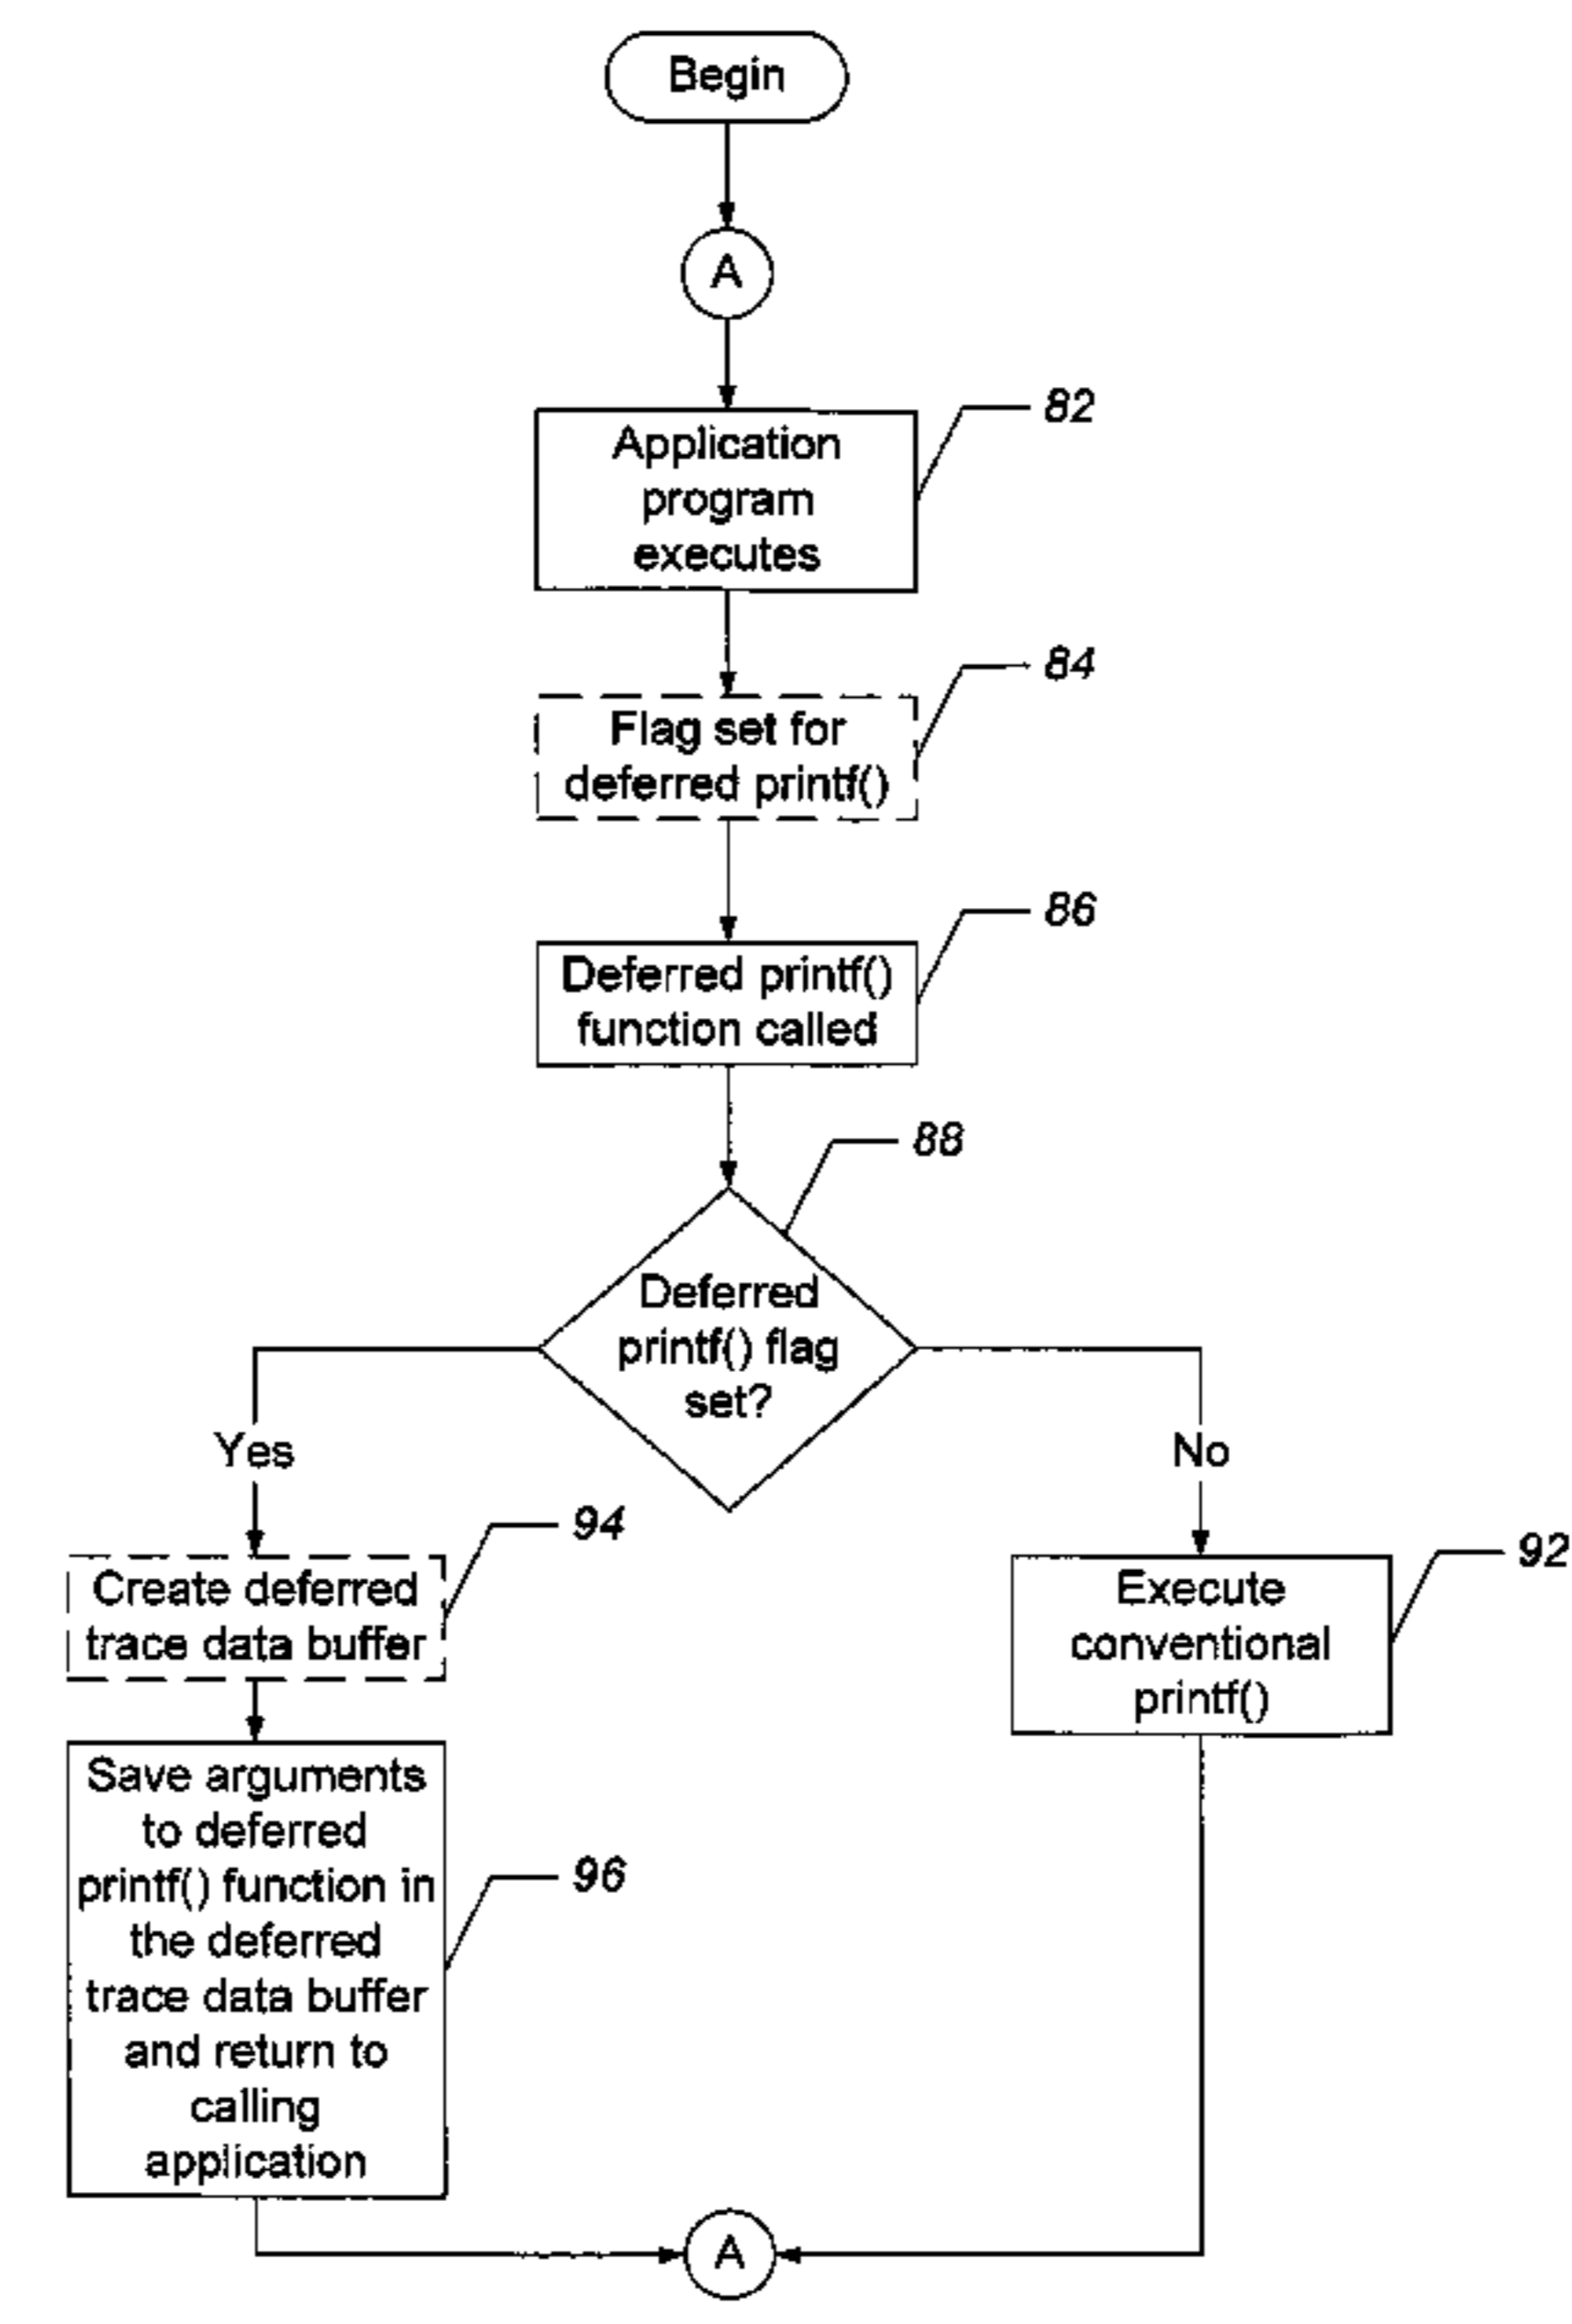 Begin
A
82
Application
program
executes
84
Flag set for
deferred printf()
86
Deferred printf()
function called
88
Deferred
printf() flag
set?
Yes
No
94
Create deferred
trace data buffer
92
Execute
conventional
printf()
96
Save arguments
to deferred
printf() function in
the deferred
trace data buffer
and return to
calling
application
A